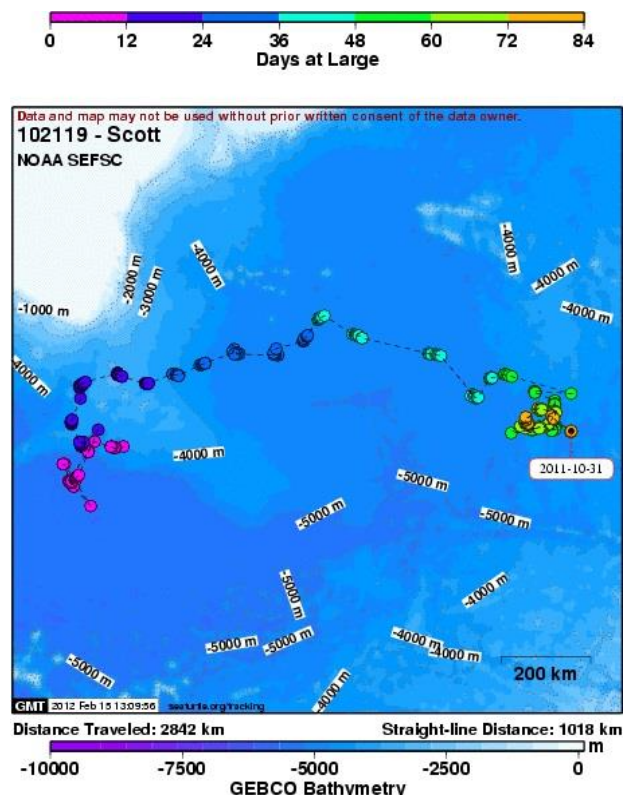 0 12 24 36 48 60 72 84
Days at Large
Data and map may not be used without prior written consent of the data owner.
102119 - Scott
NOAA SEFSC
-4000 m
-4000 m
-2000 m
-3000 m
-4000 m
-4000 m
-1000 m
-4000 m
-4000 m
-5000 m
2011-10-31
-5000 m
-5000 m
-5000 m
-4000 m
-5000 m
-5000 m
-4000 m
-4000 m
-5000 m
-4000 m
200 km
GMT 2012 Feb 15 13:09:56 seaturtle.org/tracking
Distance Traveled: 2842 km Straight-line Distance: 1018 km
m
-10000 -7500 -5000 -2500 0
GEBCO Bathymetry